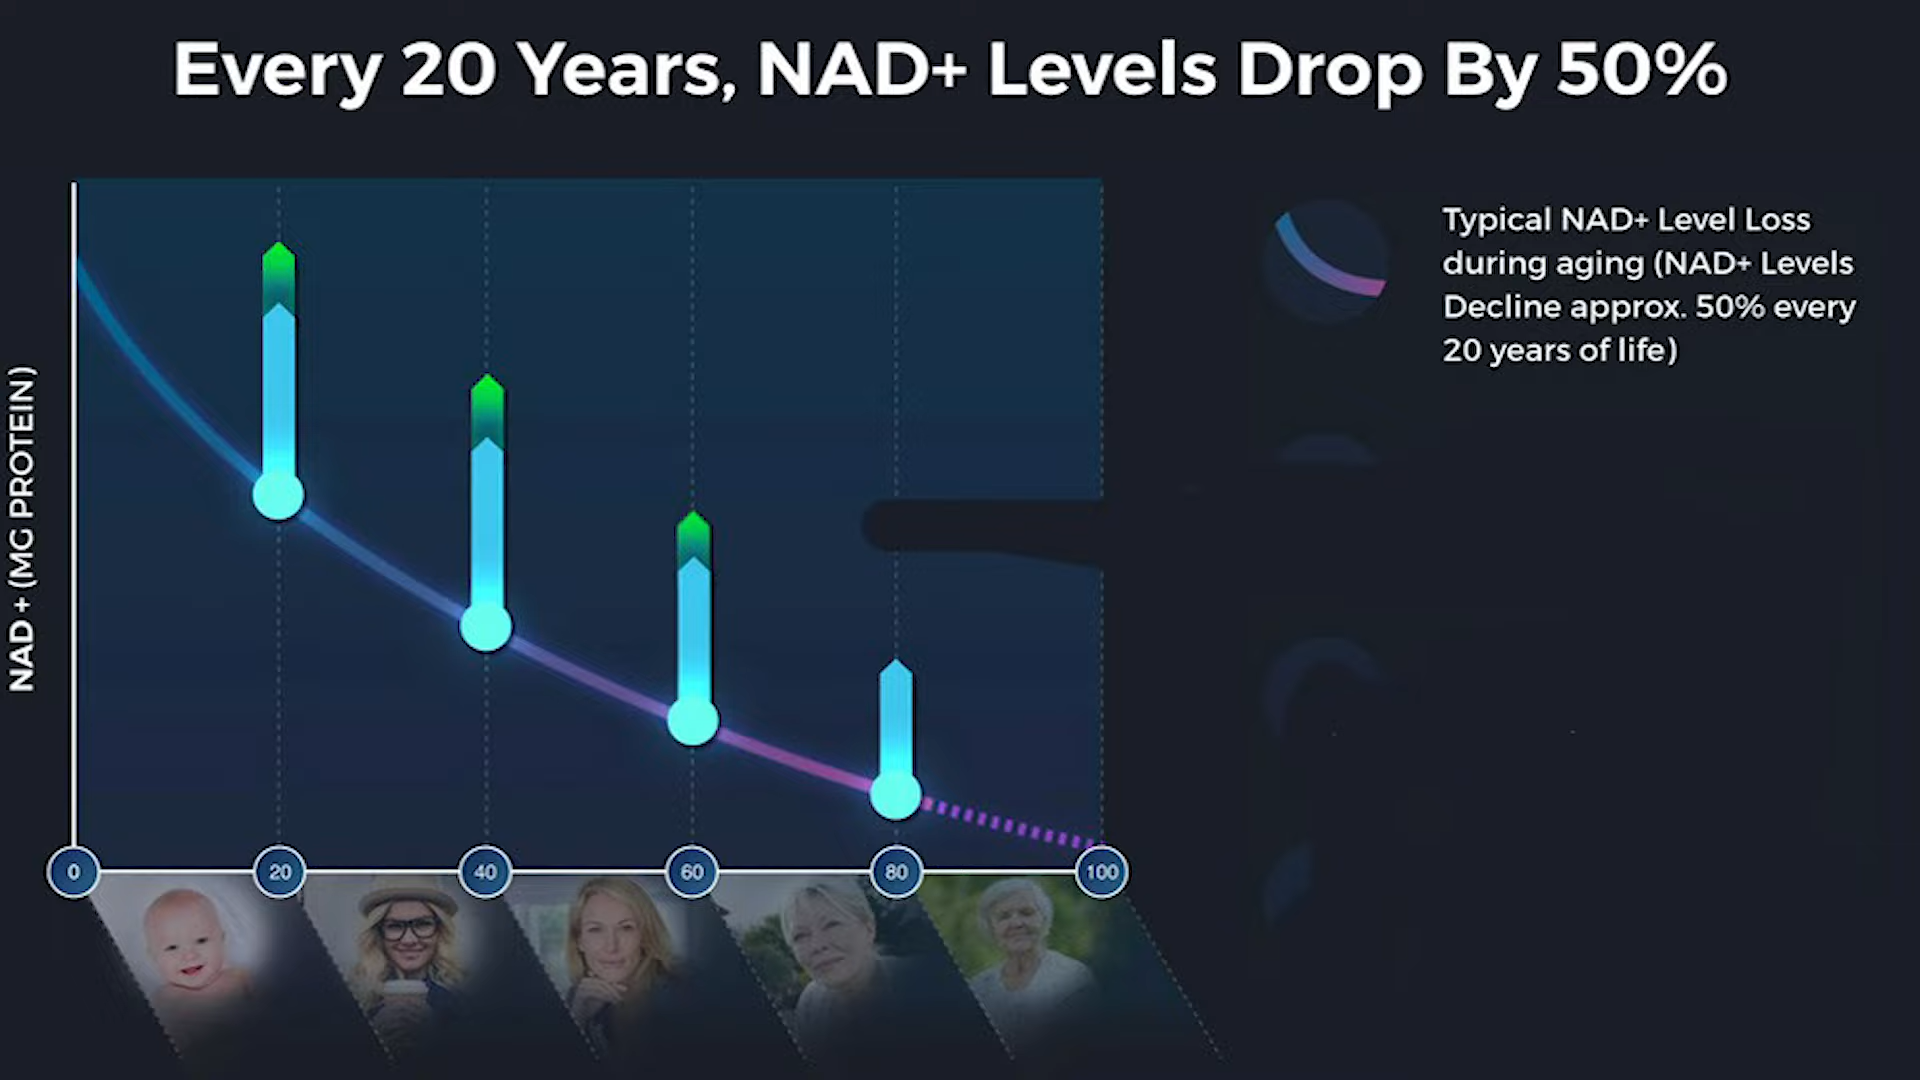 Every 20 Years, NAD+ Levels Drop By 50%
Typical NAD+ Level Loss
during aging (NAD+ Levels
Decline approx. 50% every
20 years of life)
NAD + (MG PROTEIN)
0 20 40 60 80 100